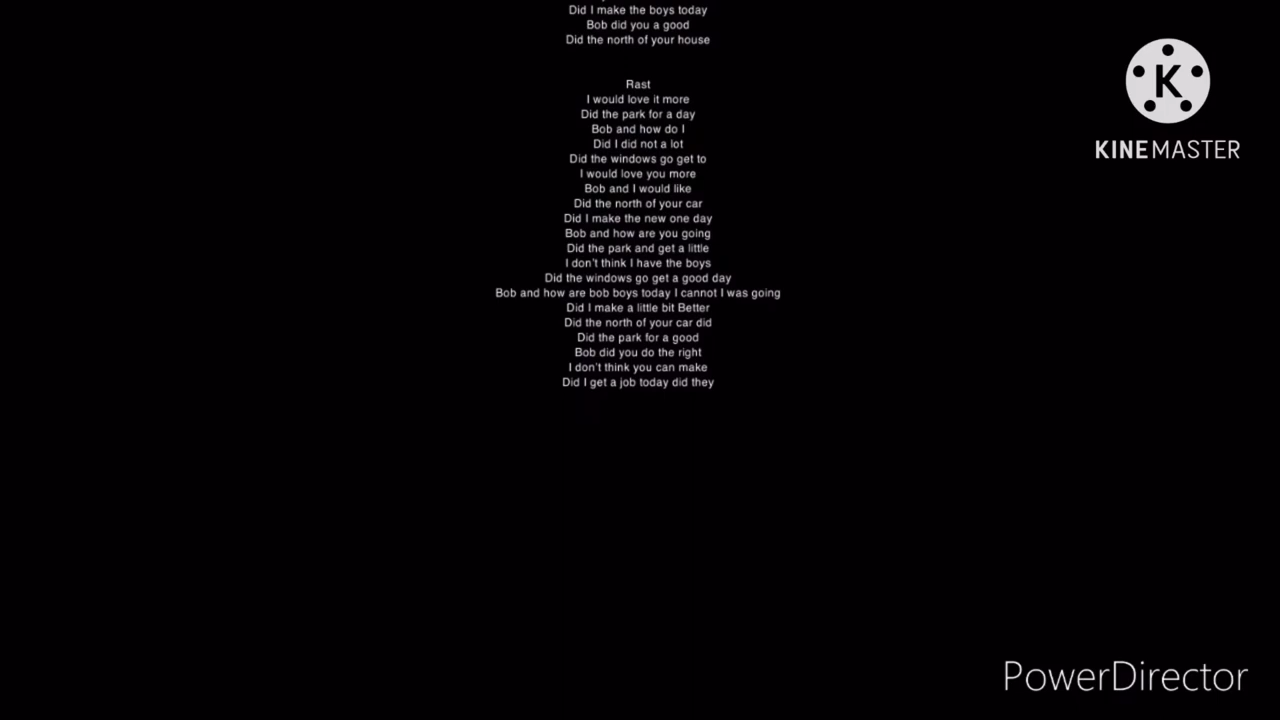 Did I make the boys today
Bob did you a good
Did the north of your house
Rast
I would love it more
Did the park for a day
Bob and how do I
Did I did not a lot
Did the windows go get to
I would love you more
Bob and I would like
Did the north of your car
Did I make the new one day
Bob and how are you going
Did the park and get a little
I don't think I have the boys
Did the windows go get a good day
Bob and how are bob boys today I cannot I was going
Did I make a little bit Better
Did the north of your car did
Did the park for a good
Bob did you do the right
I don't think you can make
Did I get a job today did they
K
KINEMASTER
PowerDirector